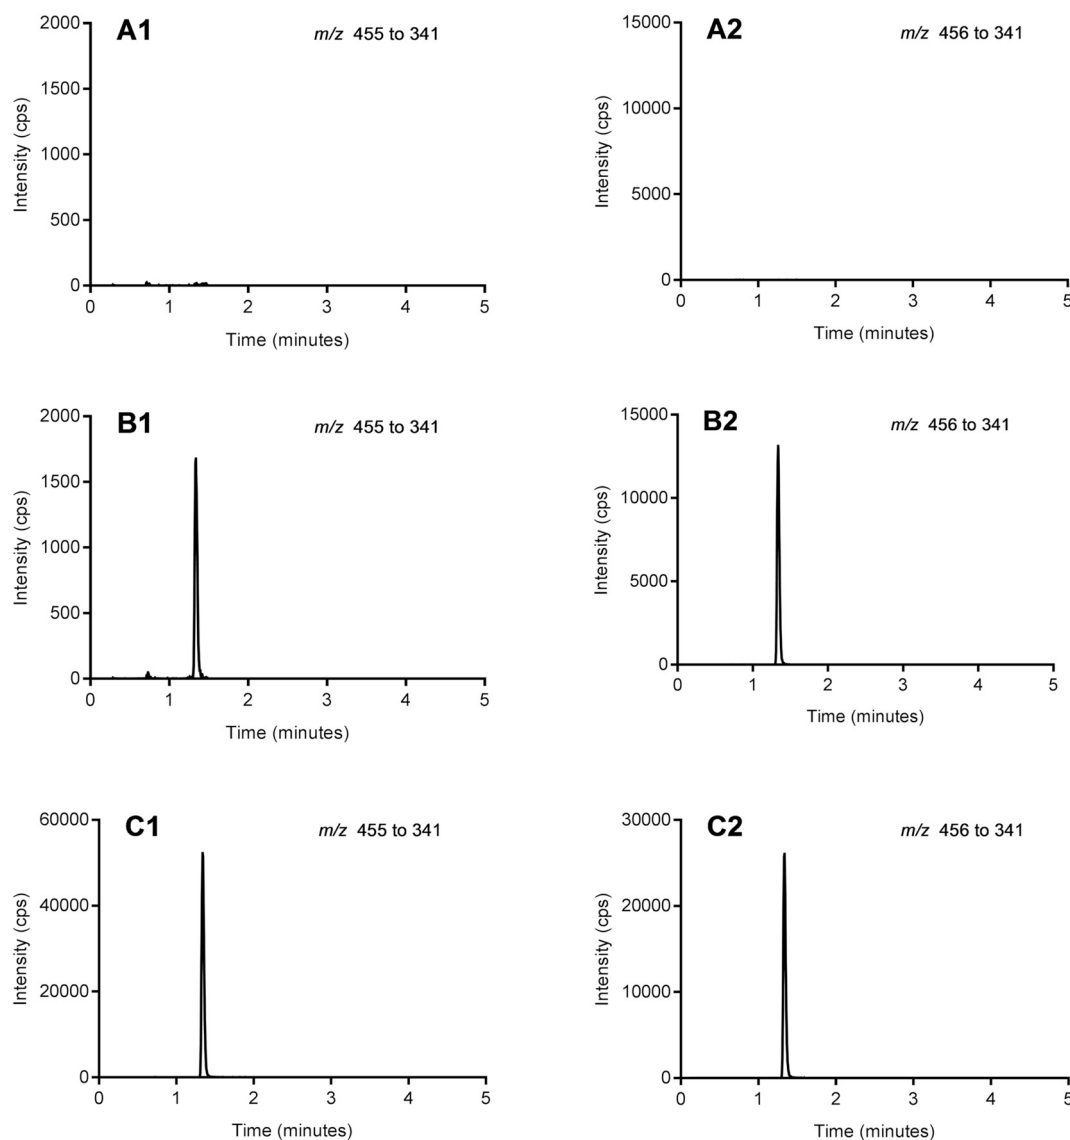 A1
m/z 455 to 341
2000
1500
1000
500
0
Intensity (cps)
0 1 2 3 4 5
Time (minutes)
A2
m/z 456 to 341
15000
10000
5000
0
Intensity (cps)
0 1 2 3 4 5
Time (minutes)
B1
m/z 455 to 341
2000
1500
1000
500
0
Intensity (cps)
0 1 2 3 4 5
Time (minutes)
B2
m/z 456 to 341
15000
10000
5000
0
Intensity (cps)
0 1 2 3 4 5
Time (minutes)
C1
m/z 455 to 341
60000
40000
20000
0
Intensity (cps)
0 1 2 3 4 5
Time (minutes)
C2
m/z 456 to 341
30000
20000
10000
0
Intensity (cps)
0 1 2 3 4 5
Time (minutes)